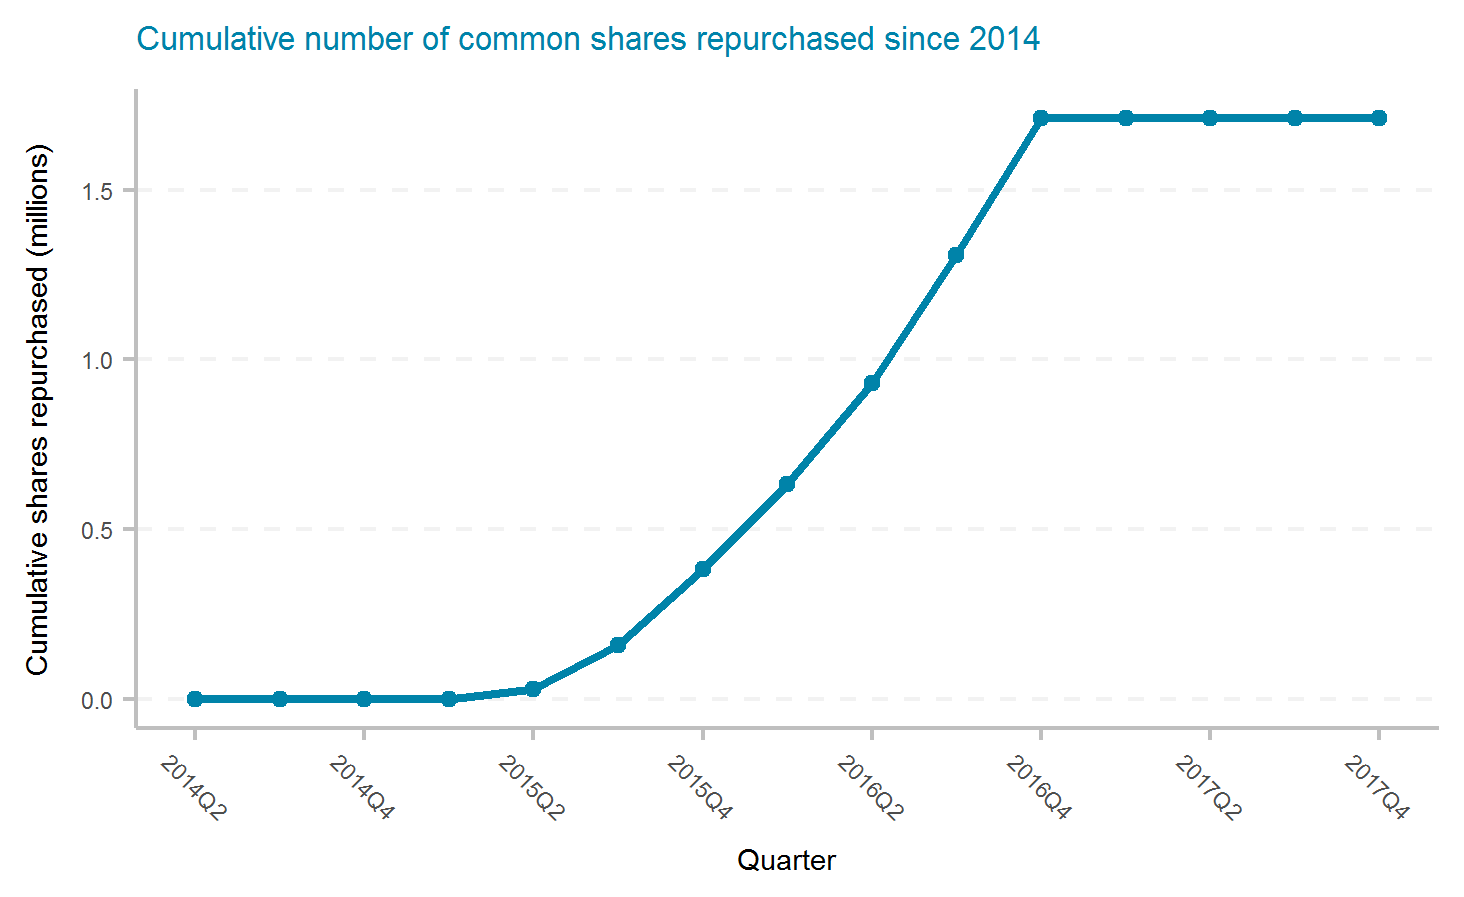 Cumulative number of common shares repurchased since 2014
Cumulative shares repurchased (millions)
1.5
1.0
0.5
0.0
2014Q2
2014Q4
2015Q2
2015Q4
2016Q2
2016Q4
2017Q2
2017Q4
Quarter